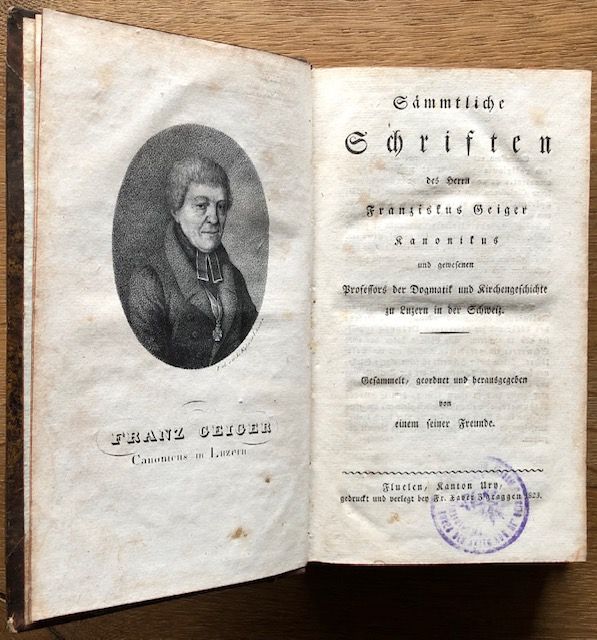 FRANZ GEIGER
Canonicus in Luzern
Sämmtliche
Schriften
des Herrn
Franziskus Geiger
Kanonikus
und gewesenen
Professors der Dogmatik und Kirchengeschichte
zu Luzern in der Schweiz.
Gesammelt, geordnet und herausgegeben
von
einem seiner Freunde.
Fluelen, Kanton Ury,
gedruckt und verlegt bey Fr. Xaver Zgraggen 1823.